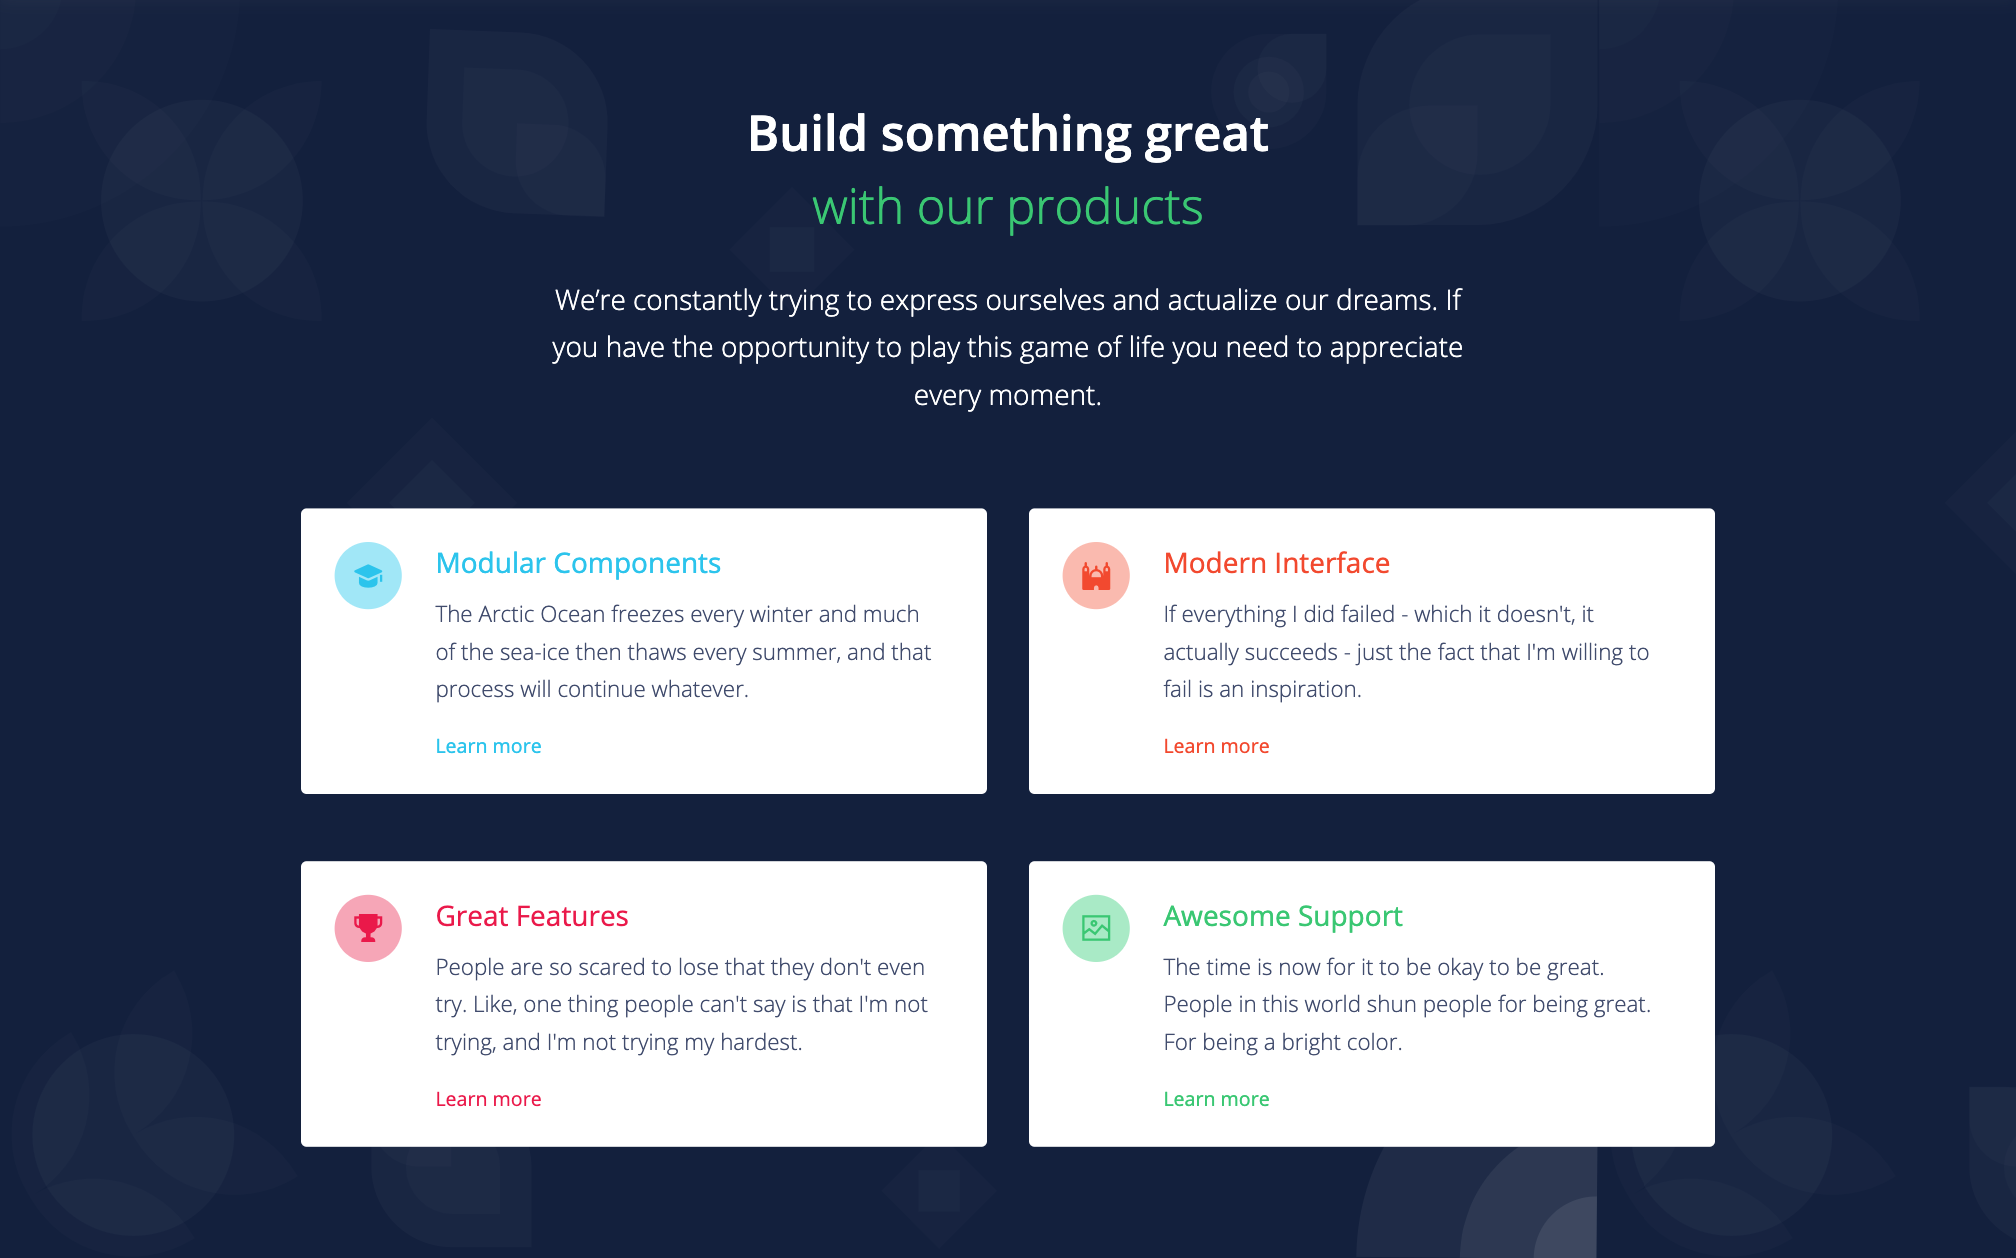 Build something great
with our products
We’re constantly trying to express ourselves and actualize our dreams. If
you have the opportunity to play this game of life you need to appreciate
every moment.
Modular Components
The Arctic Ocean freezes every winter and much
of the sea-ice then thaws every summer, and that
process will continue whatever.
Learn more
Modern Interface
If everything I did failed - which it doesn't, it
actually succeeds - just the fact that I'm willing to
fail is an inspiration.
Learn more
Great Features
People are so scared to lose that they don't even
try. Like, one thing people can't say is that I'm not
trying, and I'm not trying my hardest.
Learn more
Awesome Support
The time is now for it to be okay to be great.
People in this world shun people for being great.
For being a bright color.
Learn more